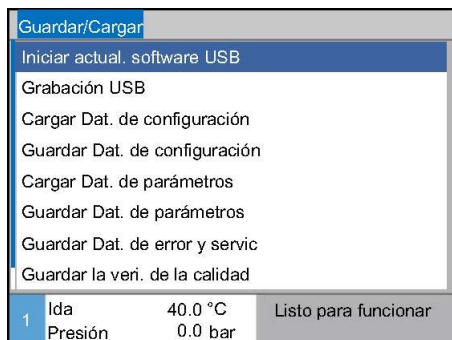 Guardar/Cargar
Iniciar actual. software USB
Grabación USB
Cargar Dat. de configuración
Guardar Dat. de configuración
Cargar Dat. de parámetros
Guardar Dat. de parámetros
Guardar Dat. de error y servic
Guardar la veri. de la calidad
1 Ida 40.0 °C Listo para funcionar
Presión 0.0 bar